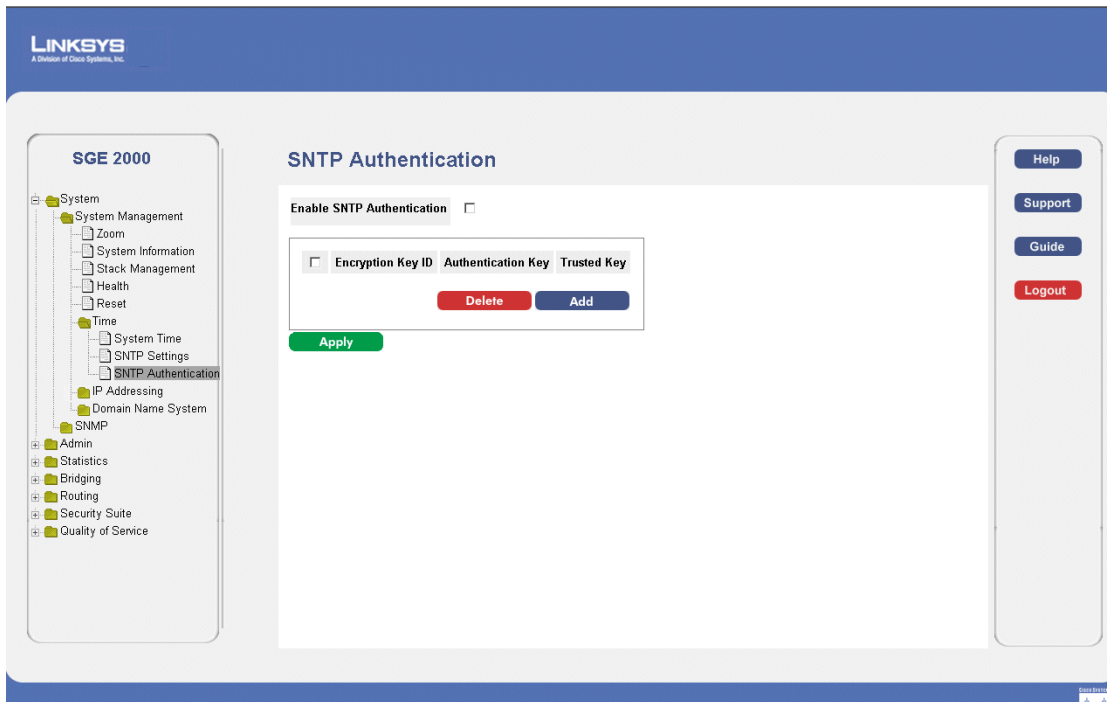 LINKSYS
A Division of Cisco Systems, Inc.
SGE 2000
System
System Management
Zoom
System Information
Stack Management
Health
Reset
Time
System Time
SNTP Settings
SNTP Authentication
IP Addressing
Domain Name System
SNMP
Admin
Statistics
Bridging
Routing
Security Suite
Quality of Service
SNTP Authentication
Enable SNTP Authentication
Encryption Key ID Authentication Key Trusted Key
Delete Add
Apply
Help
Support
Guide
Logout